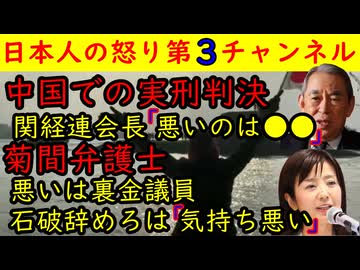 日本人の怒り第3チャンネル
中国での実刑判決
関経連会長『悪いのは●●』
菊間弁護士
悪いは裏金議員
石破辞めろは『気持ち悪い』